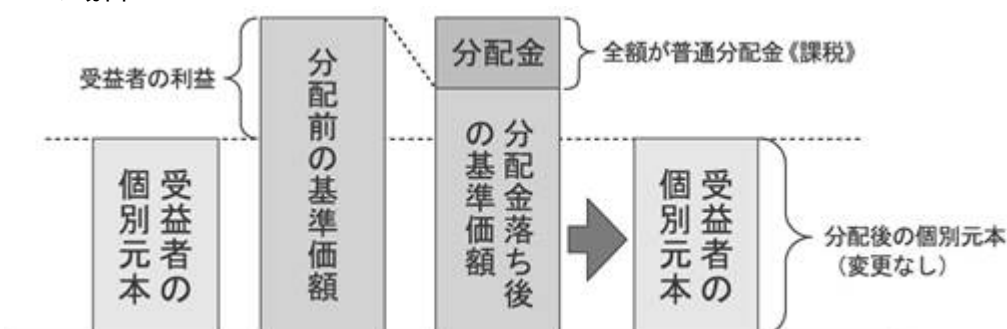 受益者の利益
分配前の基準価額
分配金
全額が普通分配金《課税》
受益者の
個別元本
分配金落ち後
の基準価額
受益者の
個別元本
分配後の個別元本
（変更なし）